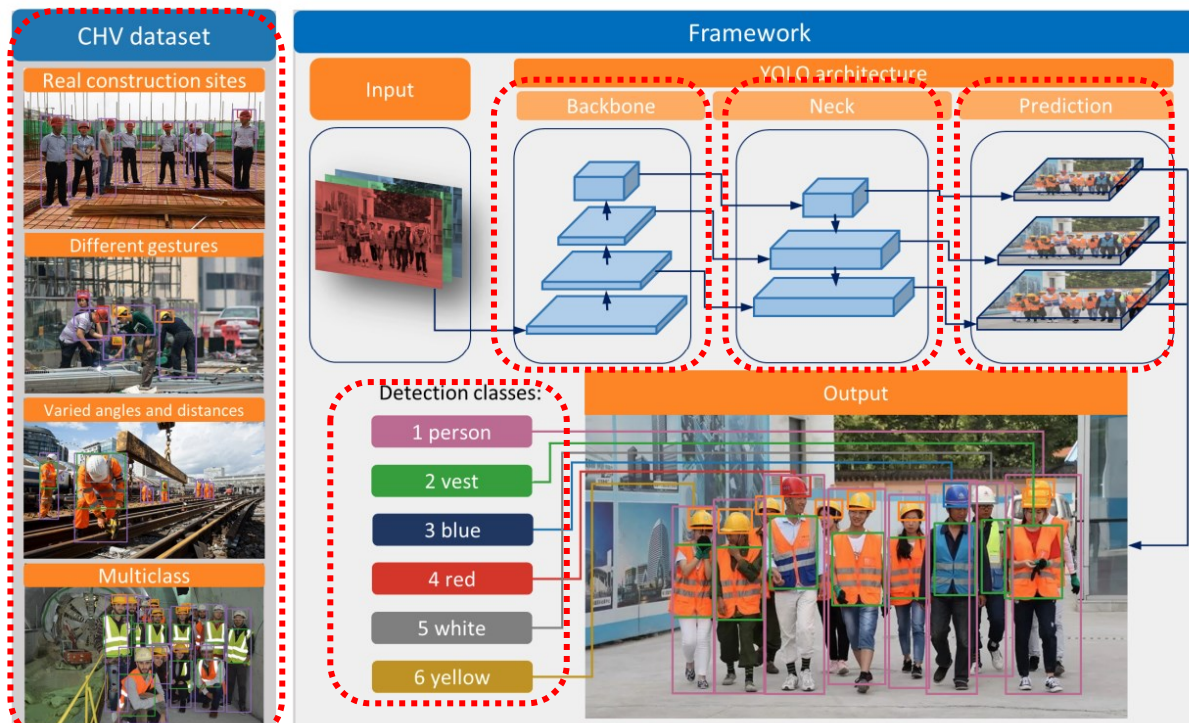 CHV dataset
Real construction sites
Different gestures
Varied angles and distances
Multiclass
Framework
Input
YOLO architecture
Backbone
Neck
Prediction
Detection classes:
1 person
2 vest
3 blue
4 red
5 white
6 yellow
Output